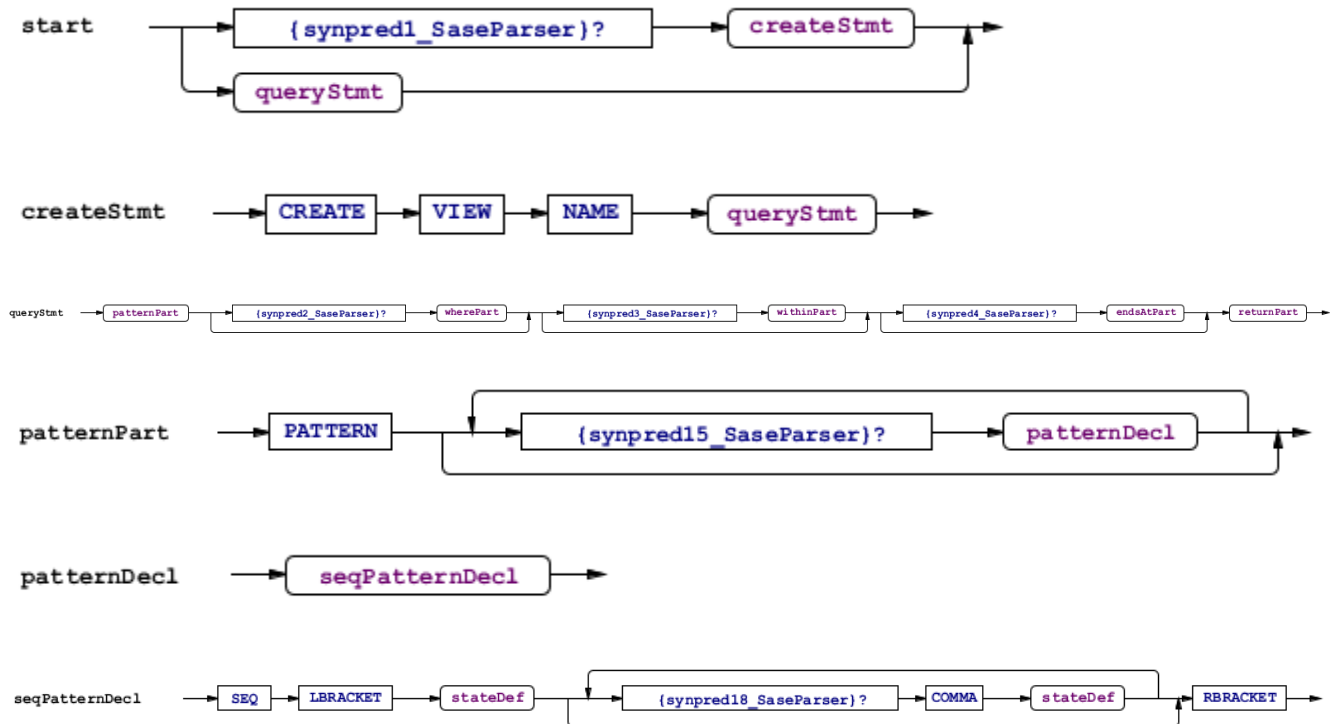 start {synpred1_SaseParser}? createStmt
queryStmt
createStmt CREATE VIEW NAME queryStmt
queryStmt patternPart {synpred2_SaseParser}? wherePart {synpred3_SaseParser}? withinPart {synpred4_SaseParser}? endsAtPart returnPart
patternPart PATTERN {synpred15_SaseParser}? patternDecl
patternDecl seqPatternDecl
seqPatternDecl SEQ LBRACKET stateDef {synpred18_SaseParser}? COMMA stateDef RBRACKET